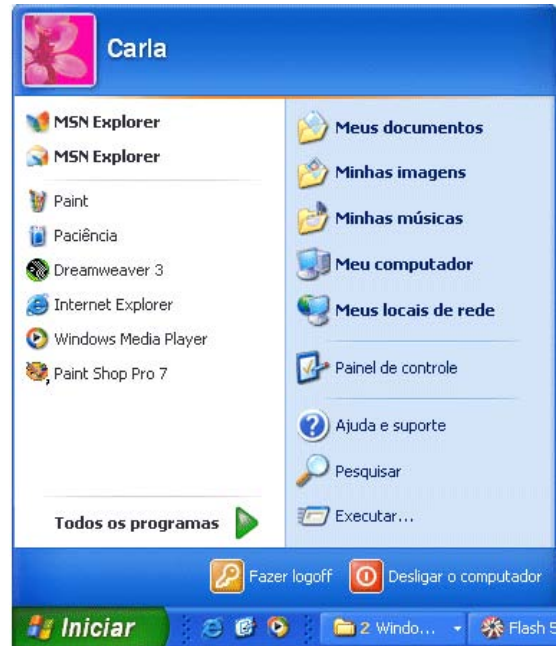 Carla
MSN Explorer
MSN Explorer
Paint
Paciência
Dreamweaver 3
Internet Explorer
Windows Media Player
Paint Shop Pro 7
Todos os programas
Meus documentos
Minhas imagens
Minhas músicas
Meu computador
Meus locais de rede
Painel de controle
Ajuda e suporte
Pesquisar
Executar...
Fazer logoff
Desligar o computador
Iniciar
2 Windo...
Flash 5